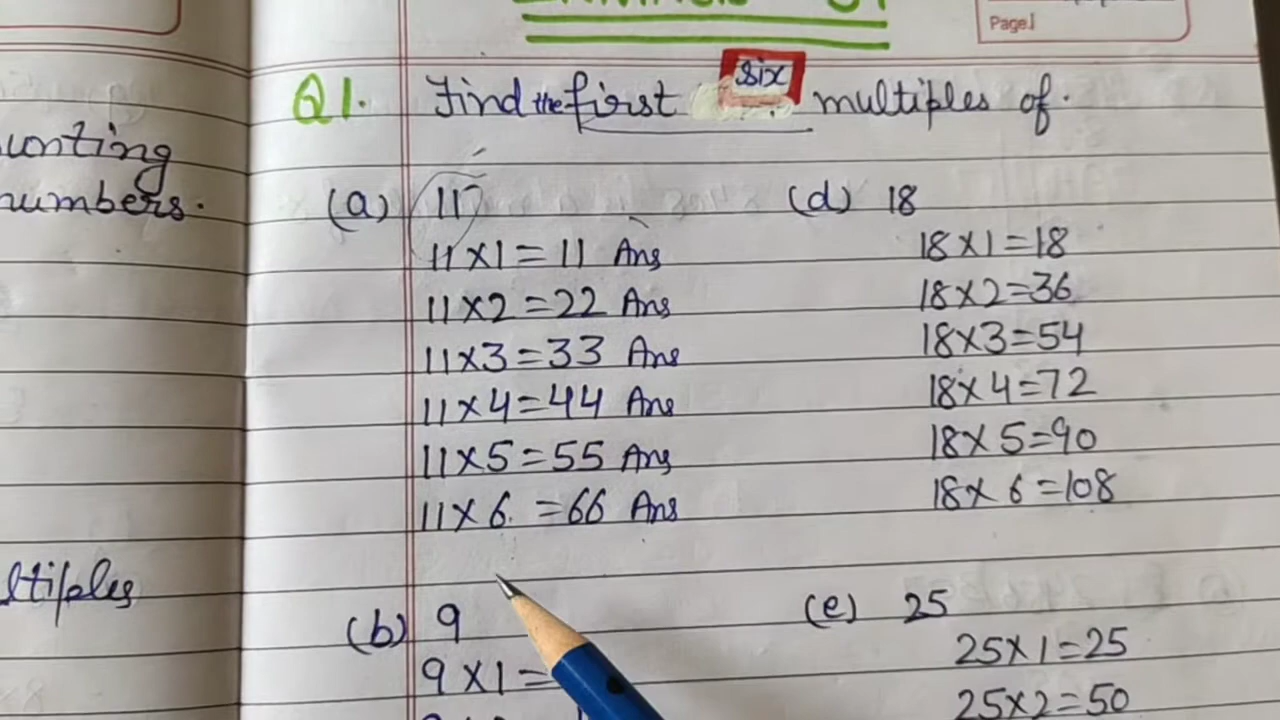 Page
unting
numbers.
ltiples
Q1. Find the first six multiples of.
(a) 11
11×1=11 Ans
11×2=22 Ans
11×3=33 Ans
11×4=44 Ans
11×5=55 Ans
11×6=66 Ans
(d) 18
18×1=18
18×2=36
18×3=54
18×4=72
18×5=90
18×6=108
(b) 9
9×1=
(e) 25
25×1=25
25×2=50